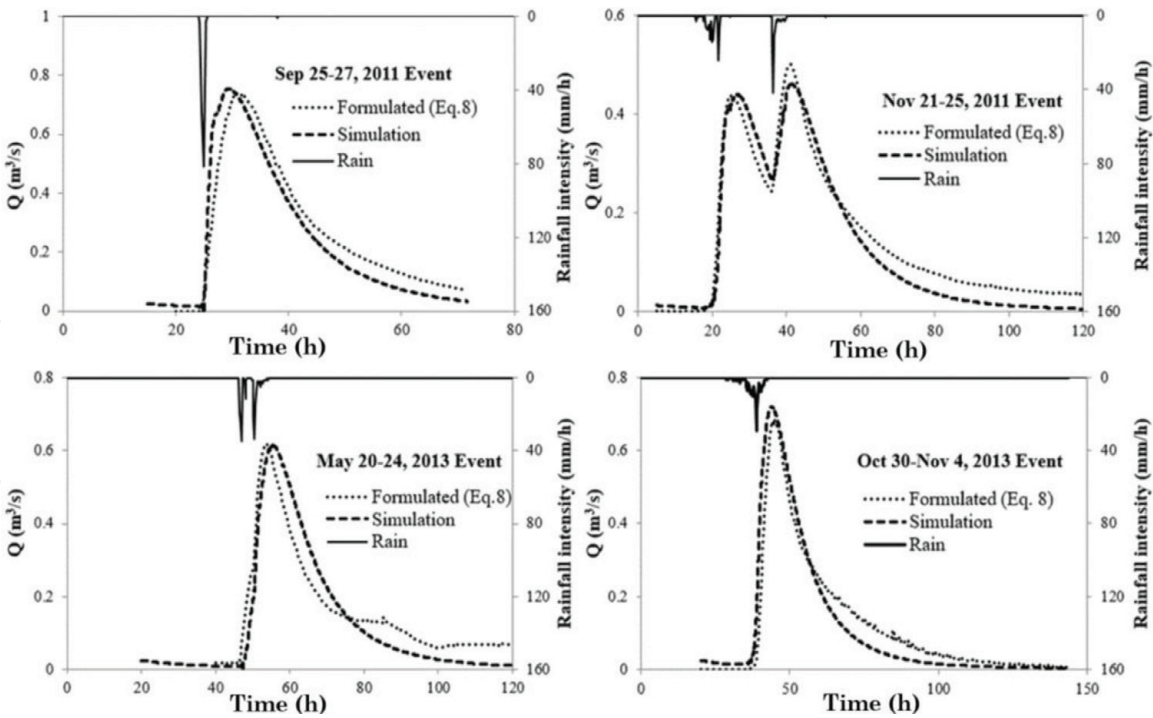 1
0.8
0.6
0.4
0.2
0
Q (m³/s)
0
40
80
120
160
Rainfall intensity (mm/h)
Sep 25-27, 2011 Event
Formulated (Eq.8)
Simulation
Rain
0
20
40
60
80
Time (h)
0.6
0.4
0.2
0
Q (m³/s)
0
40
80
120
160
Rainfall intensity (mm/h)
Nov 21-25, 2011 Event
Formulated (Eq.8)
Simulation
Rain
0
20
40
60
80
100
120
Time (h)
0.8
0.6
0.4
0.2
0
Q (m³/s)
0
40
80
120
160
Rainfall intensity (mm/h)
May 20-24, 2013 Event
Formulated (Eq.8)
Simulation
Rain
0
20
40
60
80
100
120
Time (h)
0.8
0.6
0.4
0.2
0
Q (m³/s)
0
40
80
120
160
Rainfall intensity (mm/h)
Oct 30-Nov 4, 2013 Event
Formulated (Eq. 8)
Simulation
Rain
0
50
100
150
Time (h)